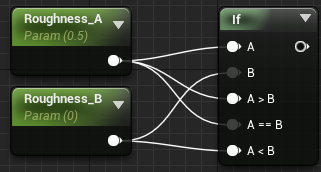 Roughness_A
Param (0.5)
Roughness_B
Param (0)
If
A
B
A > B
A == B
A < B